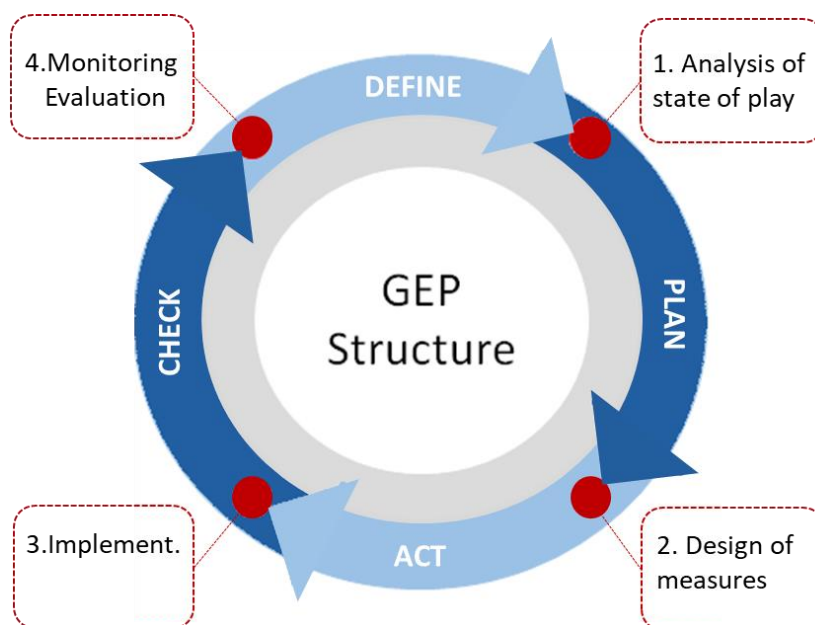 4.Monitoring
Evaluation
DEFINE
1. Analysis of
state of play
PLAN
GEP
Structure
CHECK
3.Implement.
ACT
2. Design of
measures